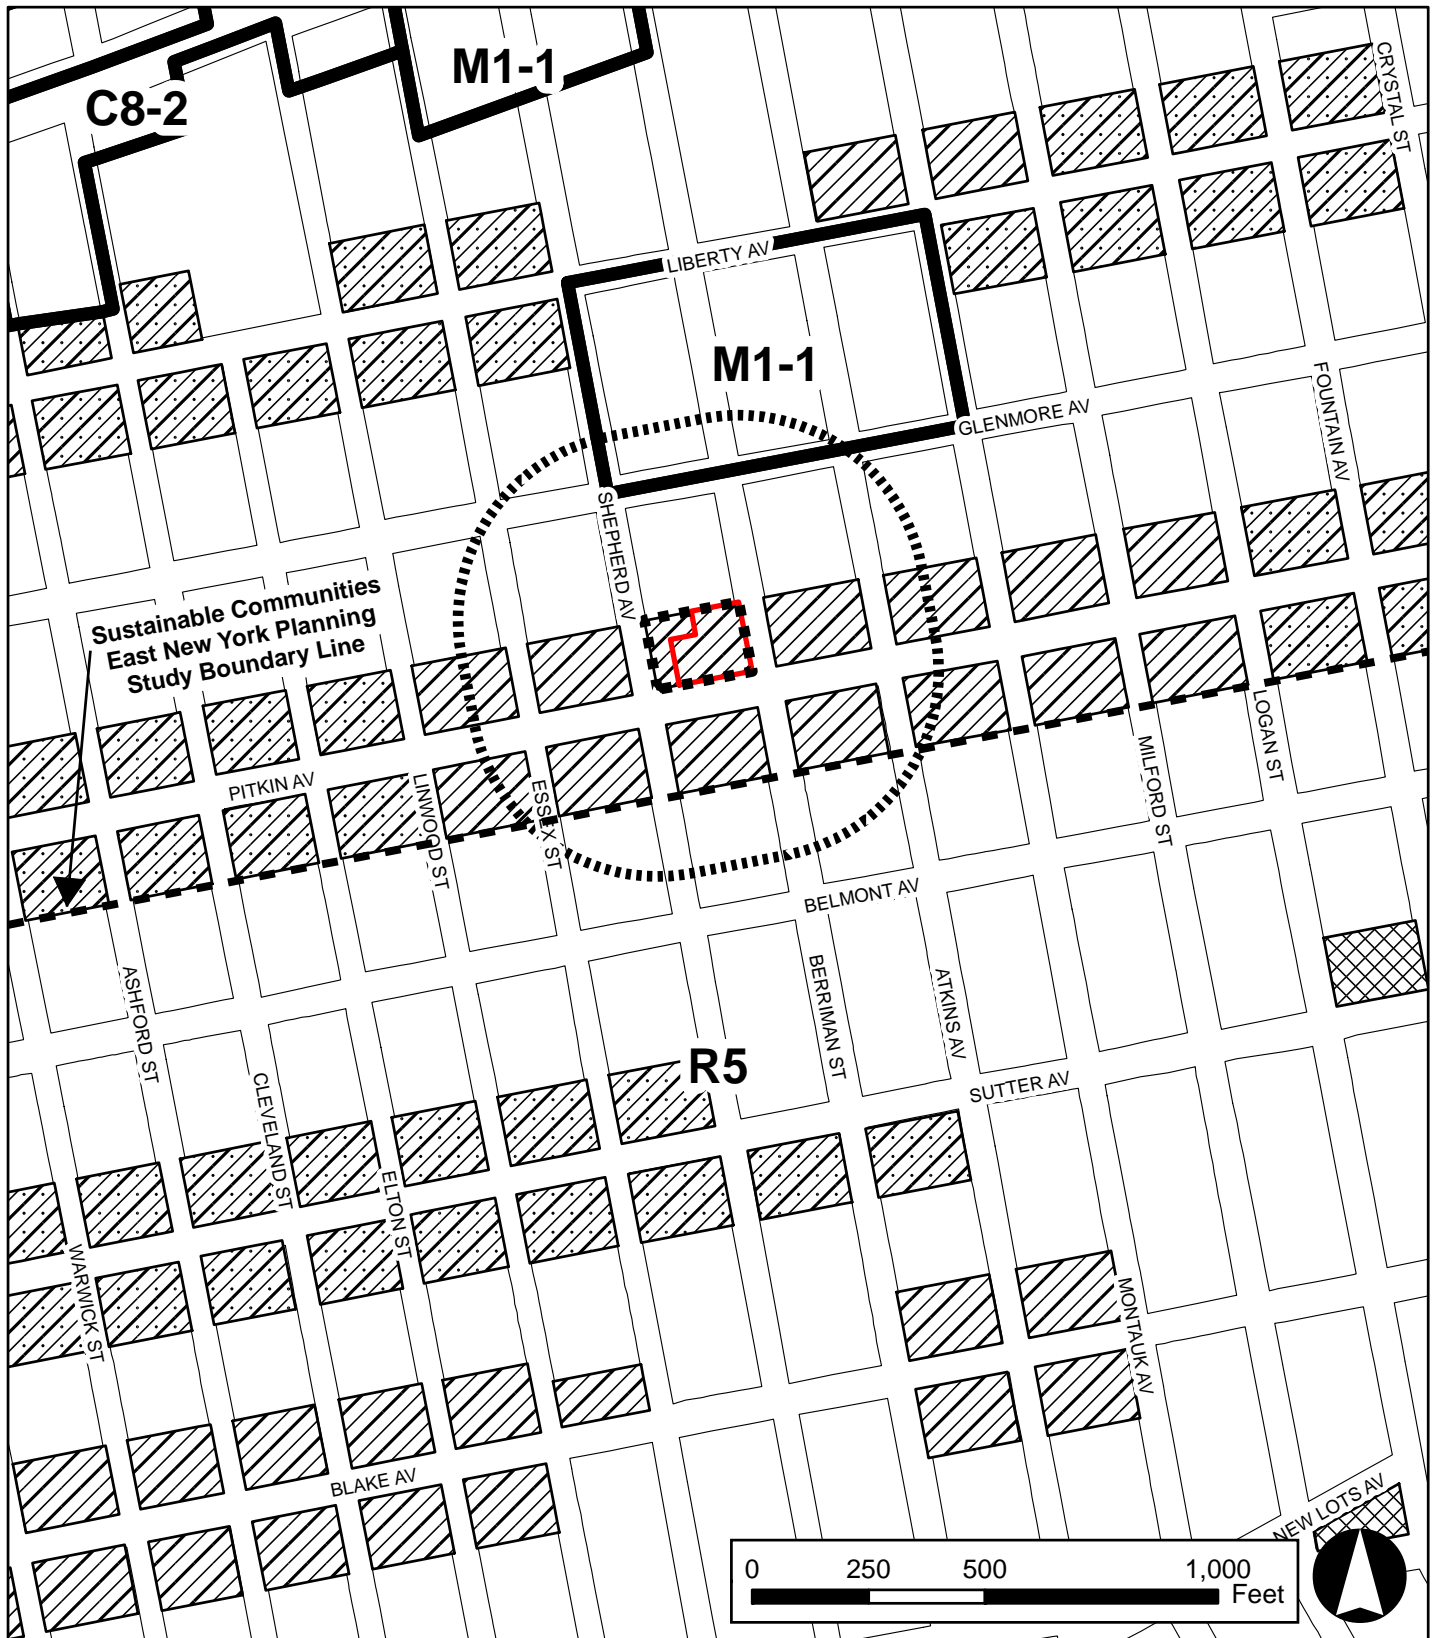 M1-1
C8-2
CRYSTAL ST
LIBERTY AV
M1-1
FOUNTAIN AV
GLENMORE AV
SHEPHERD AV
Sustainable Communities
East New York Planning
Study Boundary Line
LOGAN ST
MILFORD ST
PITKIN AV
LINWOOD ST
ESSEX ST
BELMONT AV
BERRIMAN ST
ATKINS AV
ASHFORD ST
R5
SUTTER AV
CLEVELAND ST
ELTON ST
WARWICK ST
MONTAUK AV
BLAKE AV
NEW LOTS AV
0 250 500 1,000
Feet